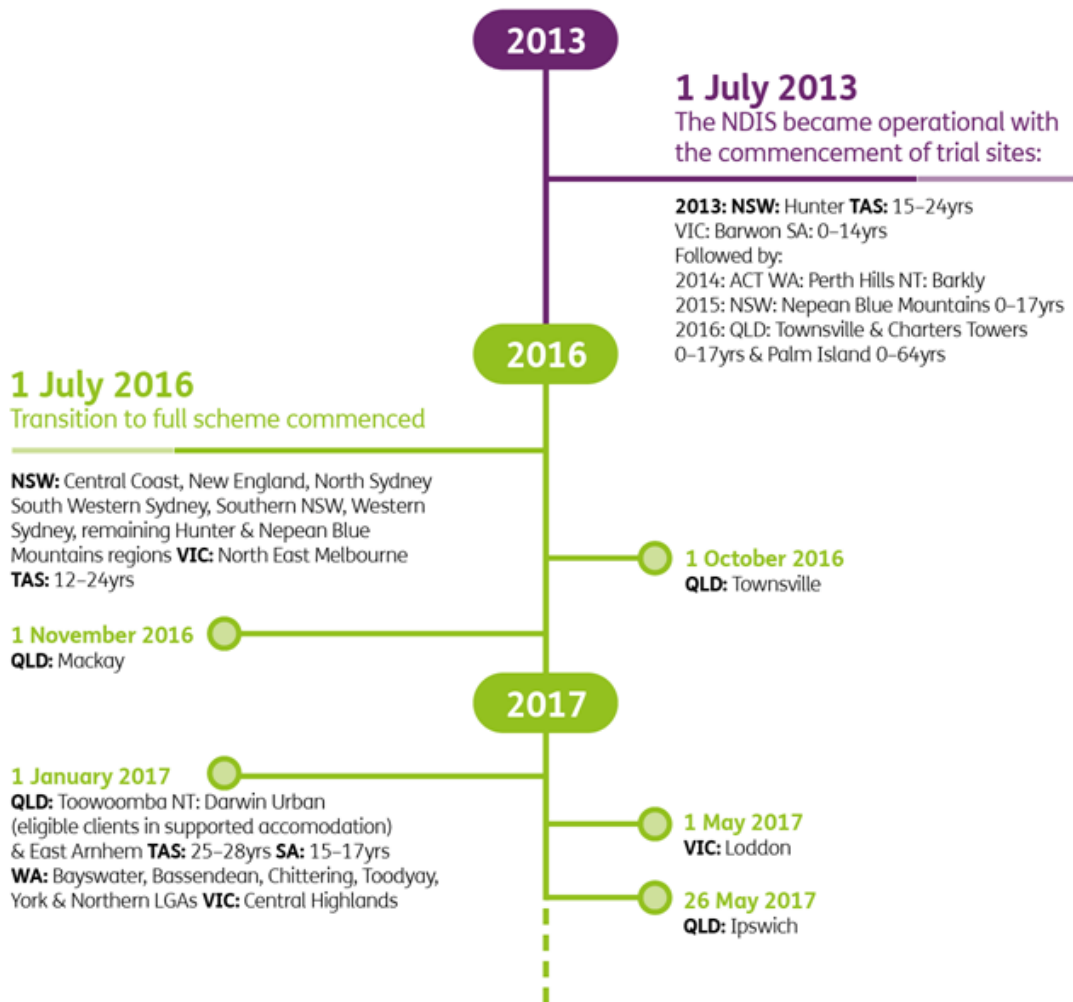 2013
1 July 2013
The NDIS became operational with
the commencement of trial sites:
2013: NSW: Hunter TAS: 15–24yrs
VIC: Barwon SA: 0–14yrs
Followed by:
2014: ACT WA: Perth Hills NT: Barkly
2015: NSW: Nepean Blue Mountains 0–17yrs
2016: QLD: Townsville & Charters Towers
0–17yrs & Palm Island 0–64yrs
2016
1 July 2016
Transition to full scheme commenced
NSW: Central Coast, New England, North Sydney
South Western Sydney, Southern NSW, Western
Sydney, remaining Hunter & Nepean Blue
Mountains regions VIC: North East Melbourne
TAS: 12–24yrs
1 October 2016
QLD: Townsville
1 November 2016
QLD: Mackay
2017
1 January 2017
QLD: Toowoomba NT: Darwin Urban
(eligible clients in supported accomodation)
& East Arnhem TAS: 25–28yrs SA: 15–17yrs
WA: Bayswater, Bassendean, Chittering, Toodyay,
York & Northern LGAs VIC: Central Highlands
1 May 2017
VIC: Loddon
26 May 2017
QLD: Ipswich